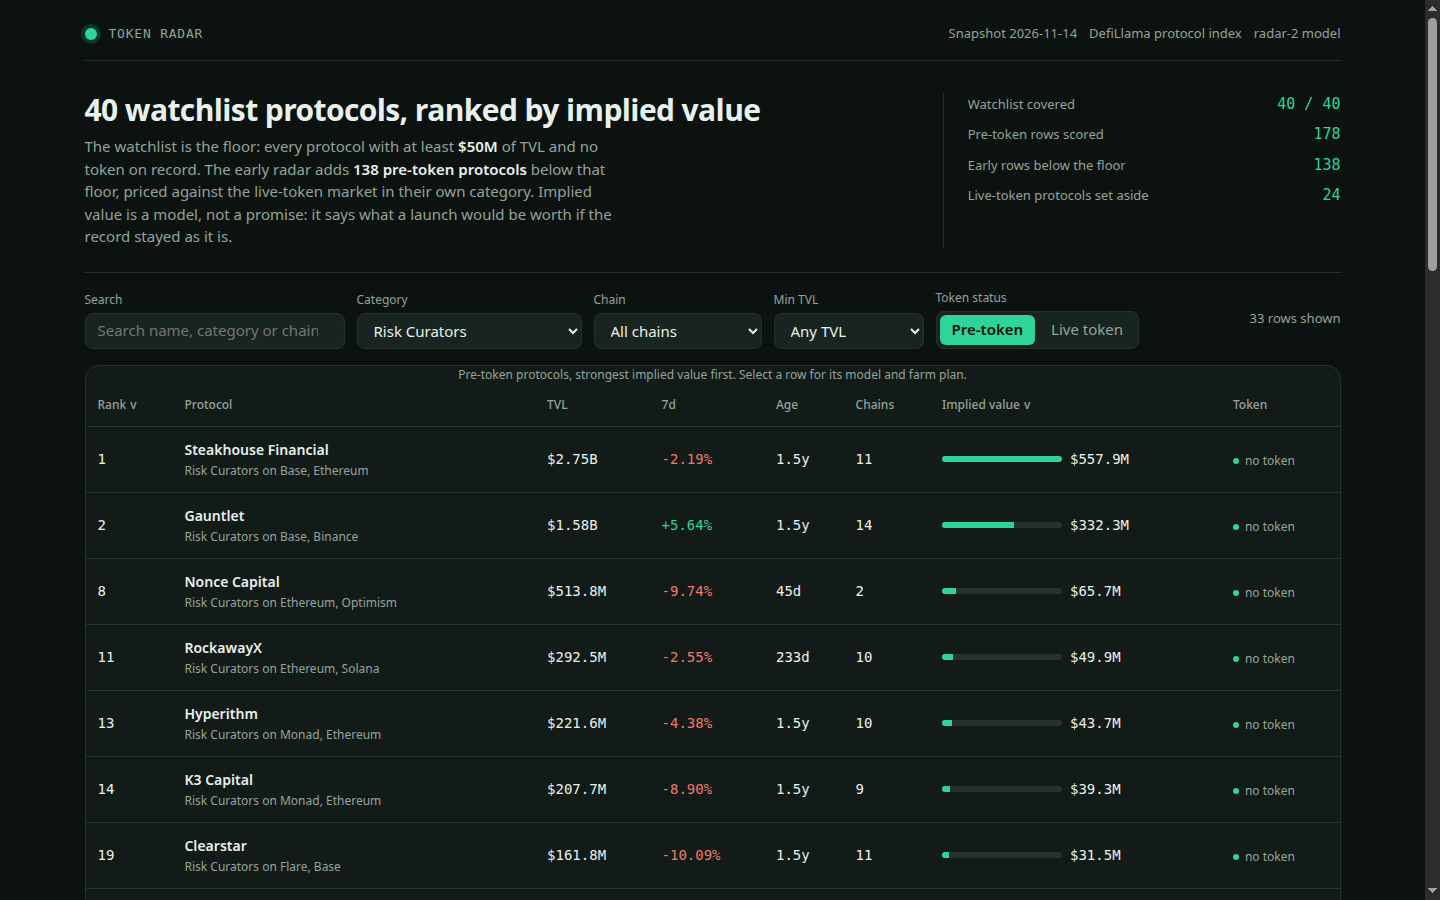 TOKEN RADAR
Snapshot 2026-11-14 DefiLlama protocol index radar-2 model
40 watchlist protocols, ranked by implied value
The watchlist is the floor: every protocol with at least $50M of TVL and no
token on record. The early radar adds 138 pre-token protocols below that
floor, priced against the live-token market in their own category. Implied
value is a model, not a promise: it says what a launch would be worth if the
record stayed as it is.
Watchlist covered 40 / 40
Pre-token rows scored 178
Early rows below the floor 138
Live-token protocols set aside 24
Search Category Chain Min TVL Token status
Search name, category or chain Risk Curators All chains Any TVL Pre-token Live token 33 rows shown
Pre-token protocols, strongest implied value first. Select a row for its model and farm plan.
Rank v Protocol TVL 7d Age Chains Implied value v Token
1 Steakhouse Financial $2.75B -2.19% 1.5y 11 $557.9M no token
Risk Curators on Base, Ethereum
2 Gauntlet $1.58B +5.64% 1.5y 14 $332.3M no token
Risk Curators on Base, Binance
8 Nonce Capital $513.8M -9.74% 45d 2 $65.7M no token
Risk Curators on Ethereum, Optimism
11 RockawayX $292.5M -2.55% 233d 10 $49.9M no token
Risk Curators on Ethereum, Solana
13 Hyperithm $221.6M -4.38% 1.5y 10 $43.7M no token
Risk Curators on Monad, Ethereum
14 K3 Capital $207.7M -8.90% 1.5y 9 $39.3M no token
Risk Curators on Monad, Ethereum
19 Clearstar $161.8M -10.09% 1.5y 11 $31.5M no token
Risk Curators on Flare, Base